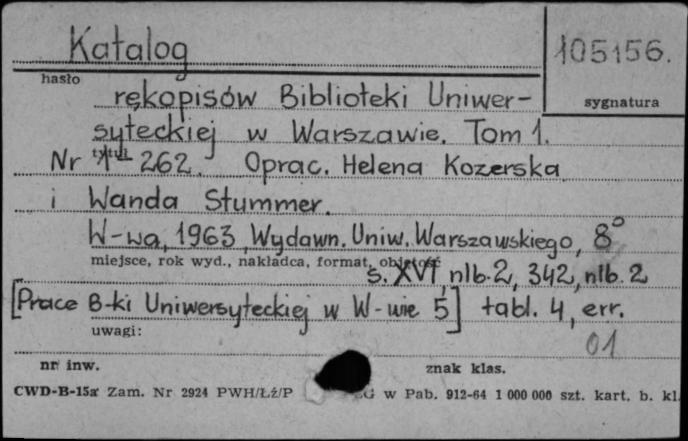 Katalog
105156.
hasło
rękopisów Biblioteki Uniwer-
sygnatura
syteckiej w Warszawie. Tom 1.
tytuł
Nr 1-262. Oprac. Helena Kozerska
i Wanda Stummer.
W-wa, 1963, Wydawn. Uniw. Warszawskiego, 8°
miejsce, rok wyd., nakładca, format, objętość
s. XVI, nlb. 2, 342, nlb. 2
[Prace B-ki Uniwersyteckiej w W-wie 5] tabl. 4, err.
uwagi:
01
nr inw.
znak klas.
CWD-B-15a Zam. Nr 2924 PWH/Łź/P G w Pab. 912-64 1 000 000 szt. kart. b. kl.